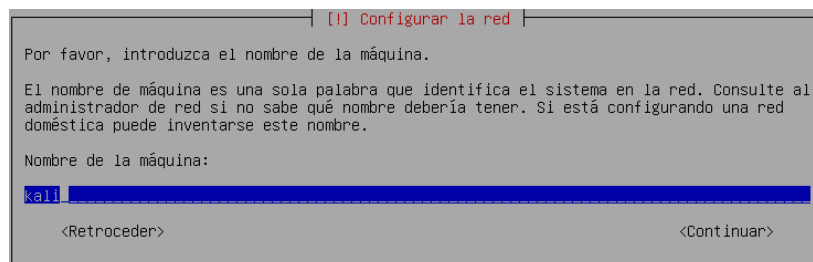 [!] Configurar la red
Por favor, introduzca el nombre de la máquina.
El nombre de máquina es una sola palabra que identifica el sistema en la red. Consulte al
administrador de red si no sabe qué nombre debería tener. Si está configurando una red
doméstica puede inventarse este nombre.
Nombre de la máquina:
kali
<Retroceder> <Continuar>